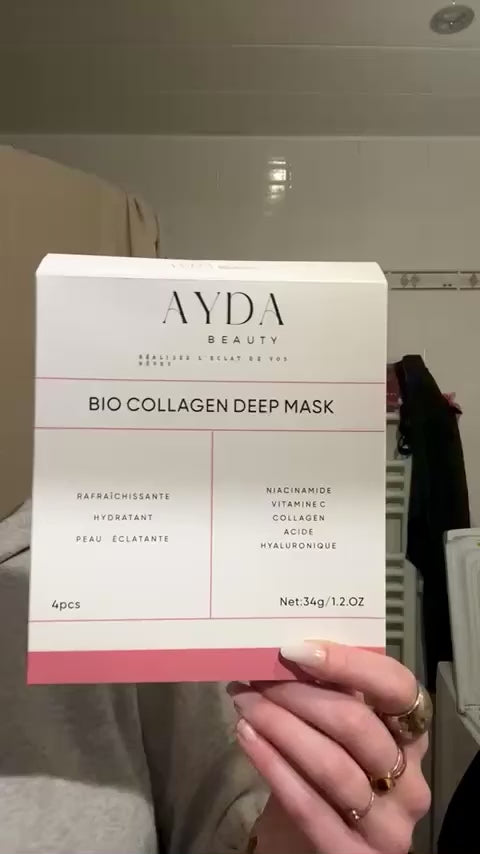 AYDA
BEAUTY
RÉALISEZ L'ÉCLAT DE VOS
RÊVES
BIO COLLAGEN DEEP MASK
RAFRAÎCHISSANTE
HYDRATANT
PEAU ÉCLATANTE
NIACINAMIDE
VITAMINE C
COLLAGEN
ACIDE
HYALURONIQUE
4pcs
Net:34g/1.2.OZ